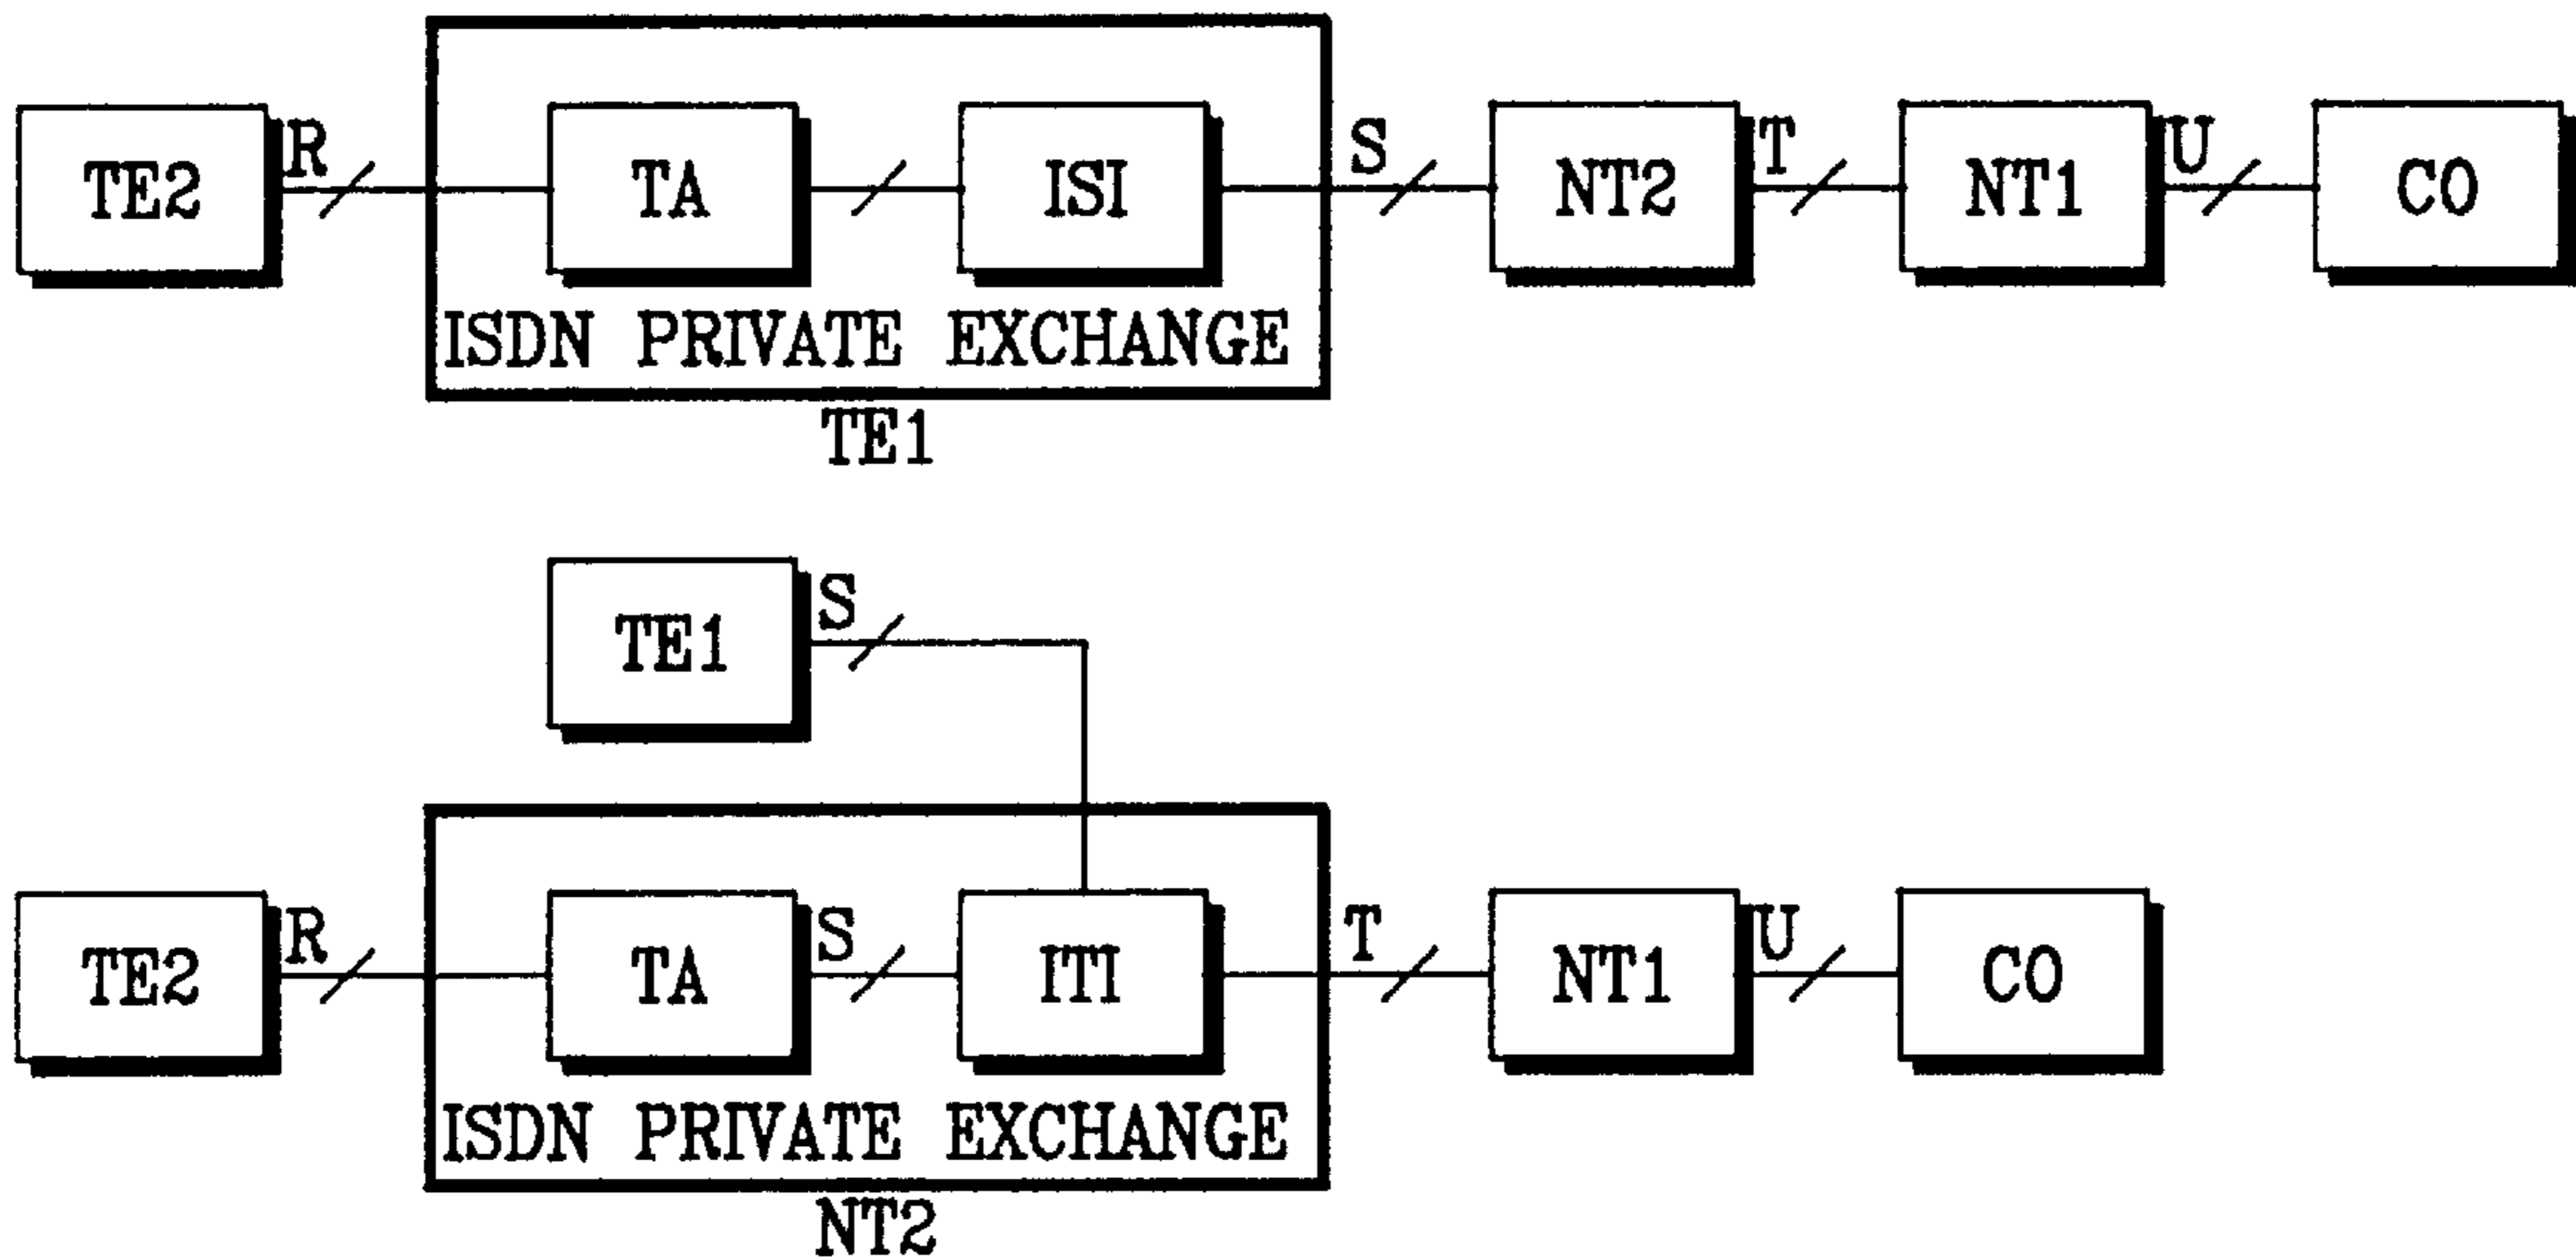 TE2 R TA ISI S NT2 T NT1 U CO
ISDN PRIVATE EXCHANGE
TE1
TE1 S
TE2 R TA S ITI T NT1 U CO
ISDN PRIVATE EXCHANGE
NT2